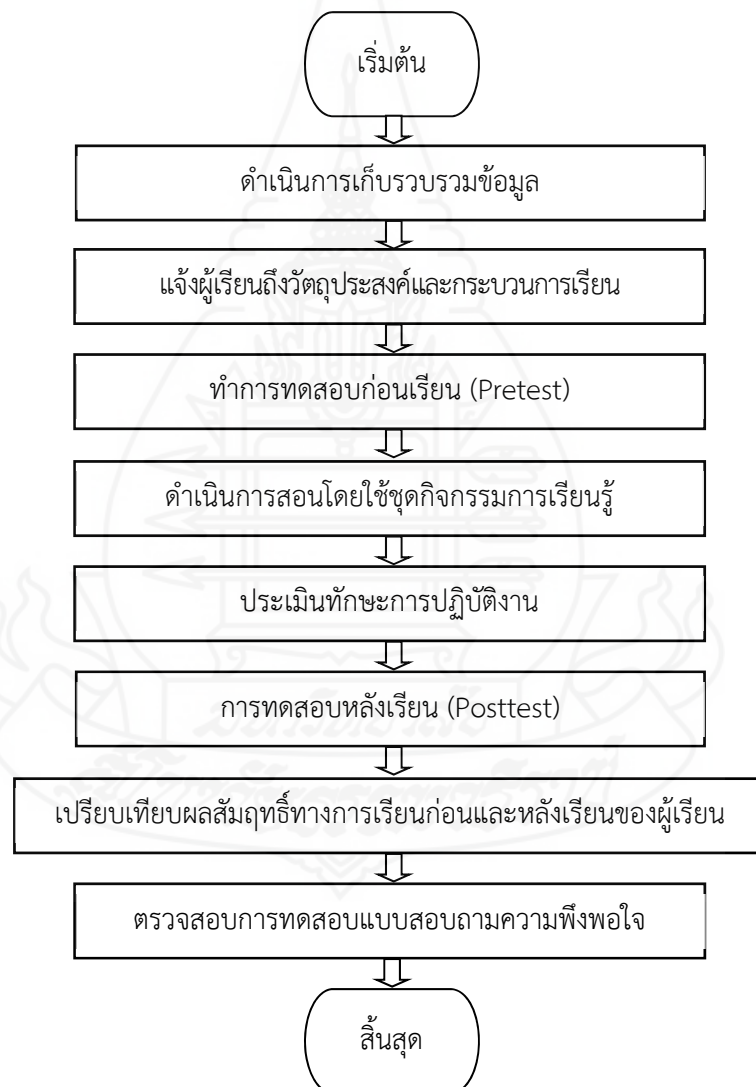 เริ่มต้น
ดำเนินการเก็บรวบรวมข้อมูล
แจ้งผู้เรียนถึงวัตถุประสงค์และกระบวนการเรียน
ทำการทดสอบก่อนเรียน (Pretest)
ดำเนินการสอนโดยใช้ชุดกิจกรรมการเรียนรู้
ประเมินทักษะการปฏิบัติงาน
การทดสอบหลังเรียน (Posttest)
เปรียบเทียบผลสัมฤทธิ์ทางการเรียนก่อนและหลังเรียนของผู้เรียน
ตรวจสอบการทดสอบแบบสอบถามความพึงพอใจ
สิ้นสุด